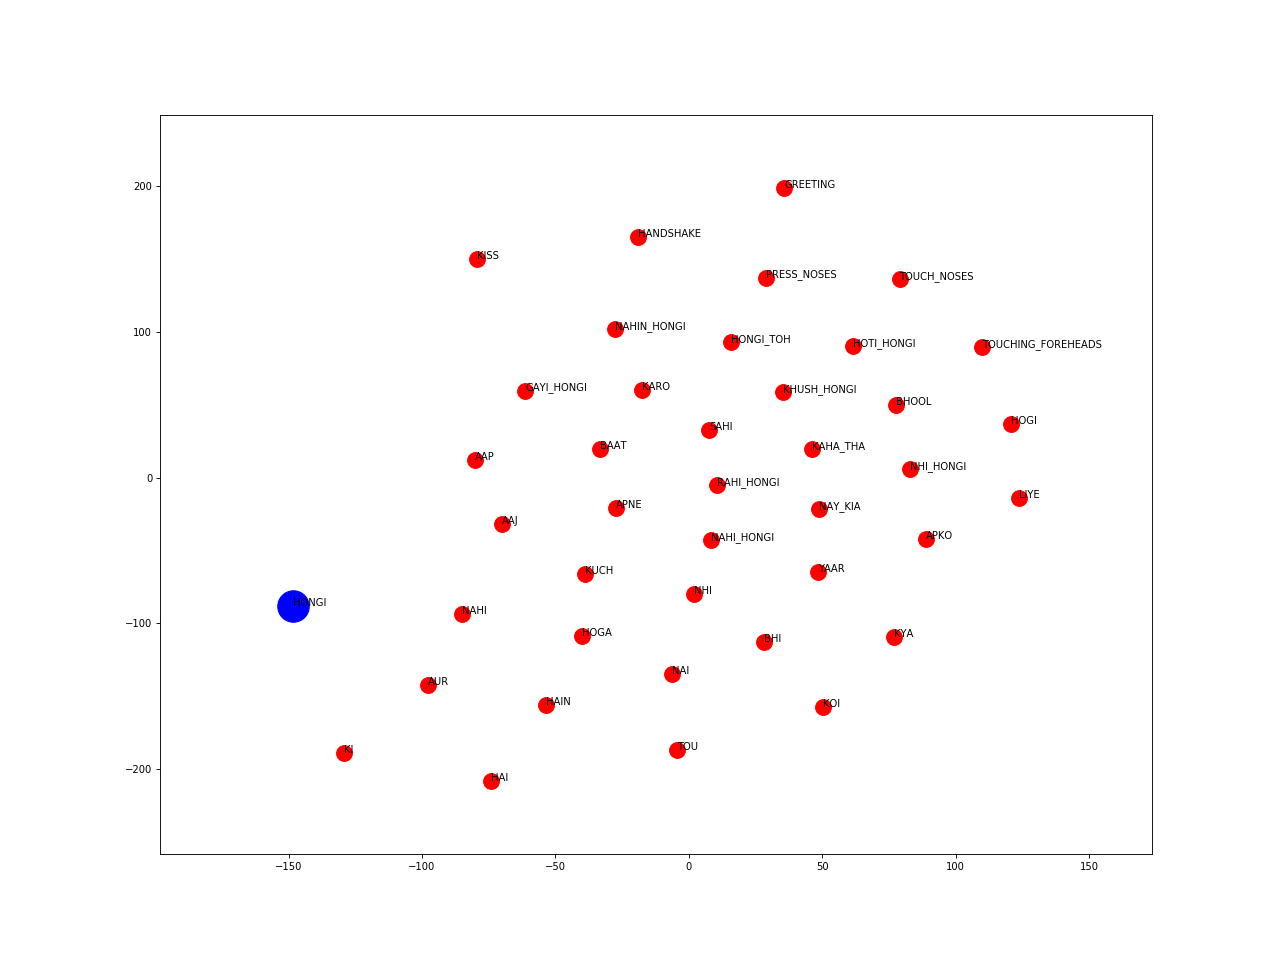 GREETING
HANDSHAKE
KISS
PRESS_NOSES
TOUCH_NOSES
NAHIN_HONGI
HONGI_TOH
HOTI_HONGI
TOUCHING_FOREHEADS
GAYI_HONGI
KARO
KHUSH_HONGI
BHOOL
HOGI
SAHI
BAAT
KAHA_THA
AAP
NHI_HONGI
RAHI_HONGI
LIYE
APNE
NAY_KIA
AAJ
NAHI_HONGI
APKO
KUCH
YAAR
NHI
HONGI
NAHI
HOGA
BHI
KYA
NAI
AUR
HAIN
KOI
KI
TOU
HAI
200
100
0
−100
−200
−150
−100
−50
0
50
100
150